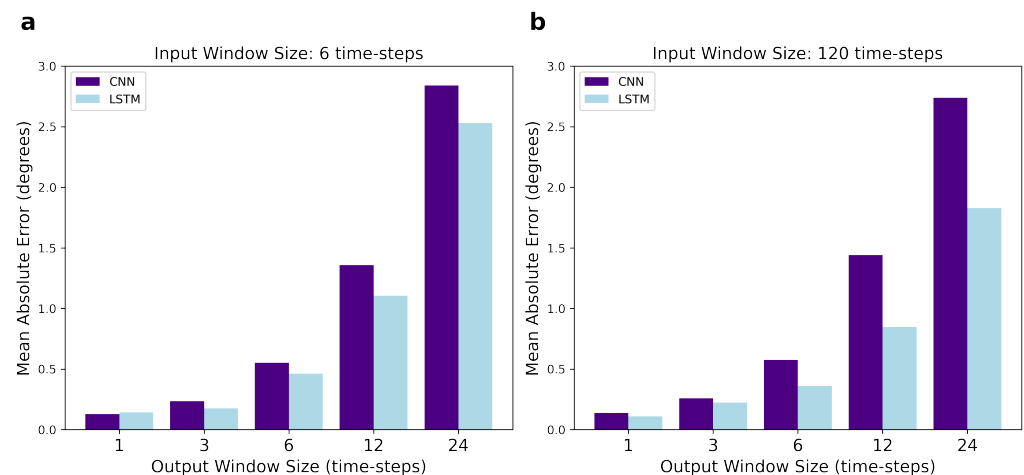 a
Input Window Size: 6 time-steps
CNN
LSTM
Mean Absolute Error (degrees)
3.0
2.5
2.0
1.5
1.0
0.5
0.0
1 3 6 12 24
Output Window Size (time-steps)
b
Input Window Size: 120 time-steps
CNN
LSTM
Mean Absolute Error (degrees)
3.0
2.5
2.0
1.5
1.0
0.5
0.0
1 3 6 12 24
Output Window Size (time-steps)